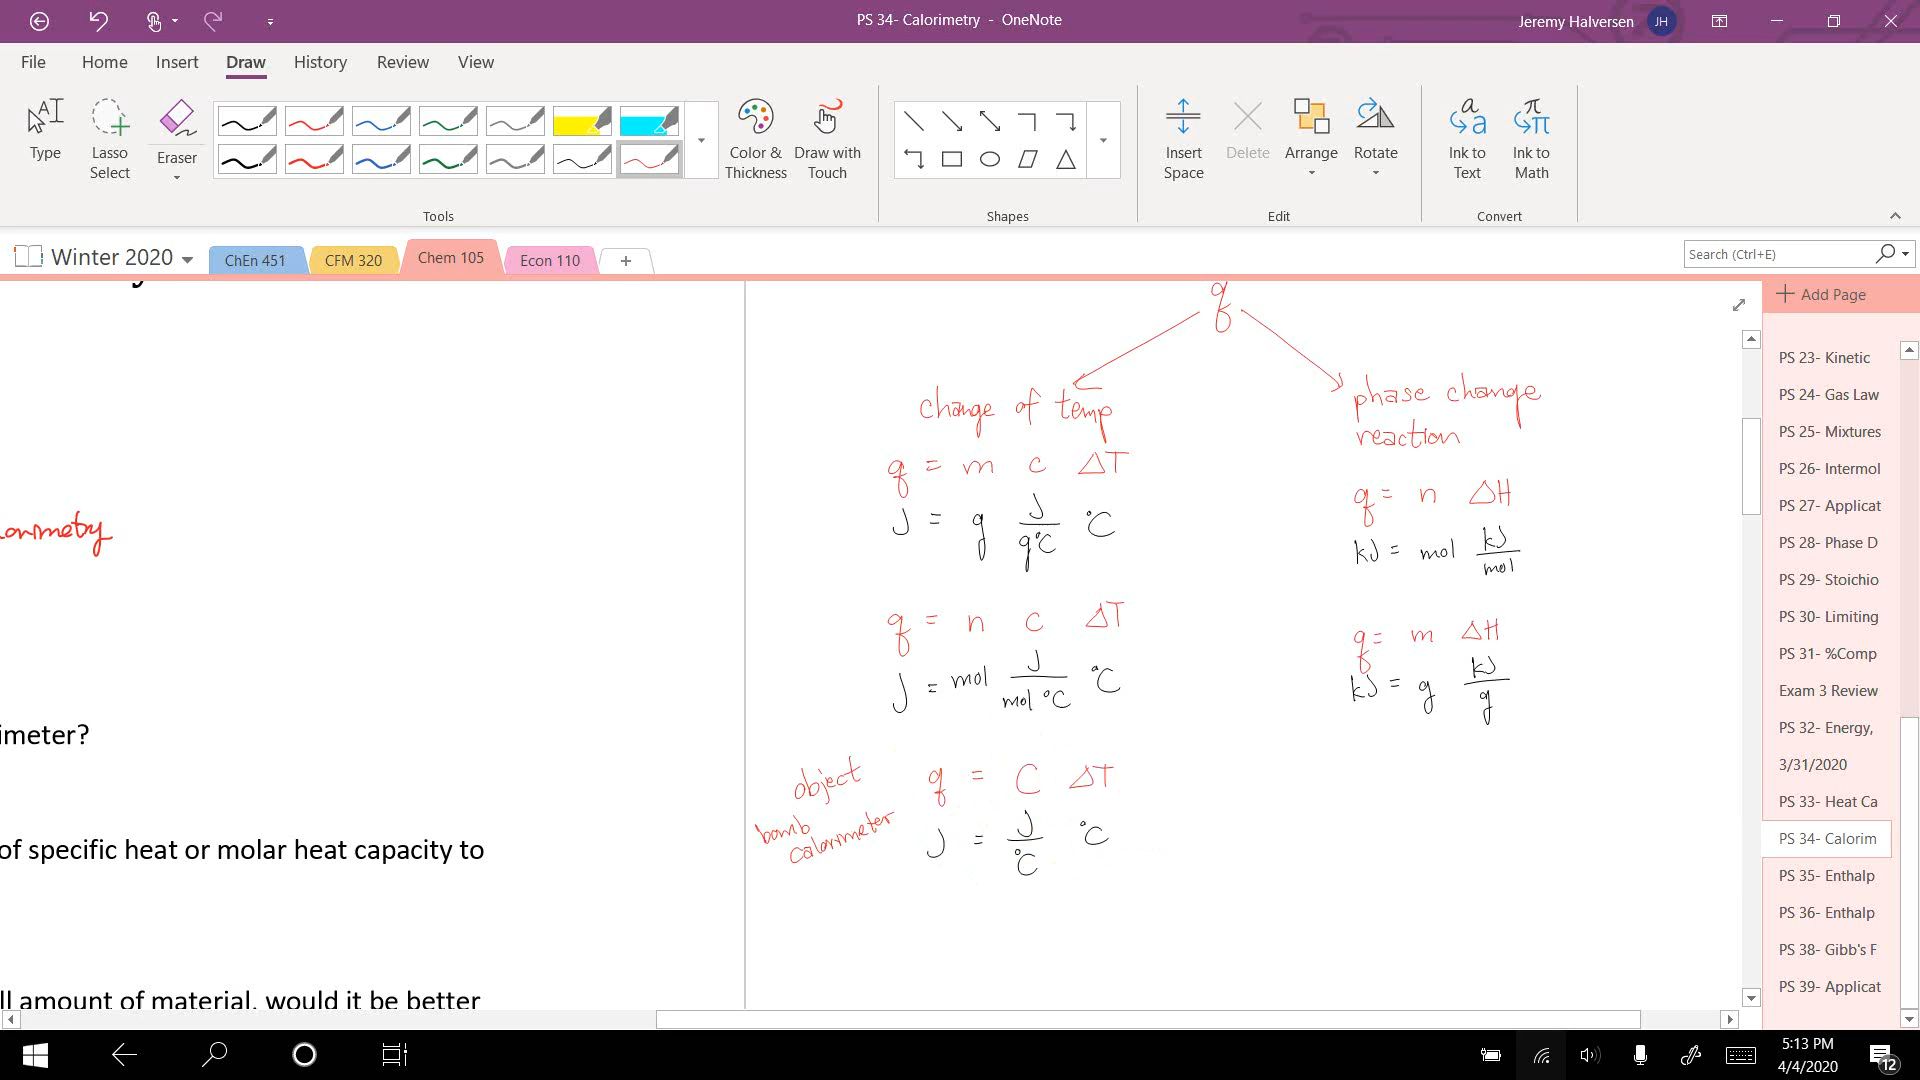 PS 34- Calorimetry - OneNote
Jeremy Halversen JH
File Home Insert Draw History Review View
Type
Lasso Select
Eraser
Color & Thickness
Draw with Touch
Insert Space
Delete
Arrange
Rotate
Ink to Text
Ink to Math
Tools
Shapes
Edit
Convert
Winter 2020
ChEn 451
CFM 320
Chem 105
Econ 110
Search (Ctrl+E)
Add Page
PS 23- Kinetic
PS 24- Gas Law
PS 25- Mixtures
PS 26- Intermol
PS 27- Applicat
PS 28- Phase D
PS 29- Stoichio
PS 30- Limiting
PS 31- %Comp
Exam 3 Review
PS 32- Energy,
3/31/2020
PS 33- Heat Ca
PS 34- Calorim
PS 35- Enthalp
PS 36- Enthalp
PS 38- Gibb's F
PS 39- Applicat
orimetry
imeter?
of specific heat or molar heat capacity to
ll amount of material, would it be better
q
change of temp
q = m c ΔT
J = g J/g°C °C
q = n c ΔT
J = mol J/mol °C °C
object
bomb calorimeter
q = C ΔT
J = J/°C °C
phase change
reaction
q = n ΔH
kJ = mol kJ/mol
q = m ΔH
kJ = g kJ/g
5:13 PM
4/4/2020
12